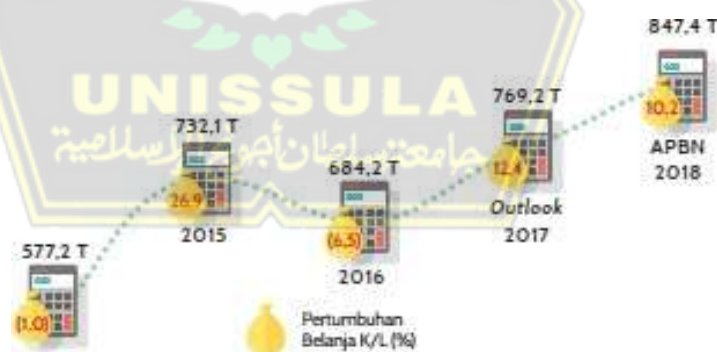 847,4 T
10,2
APBN
2018
UNISSULA
769,2 T
12,4
Outlook
2017
732,1 T
26,9
2015
684,2 T
(6,5)
2016
577,2 T
(1,0)
Pertumbuhan
Belanja K/L (%)